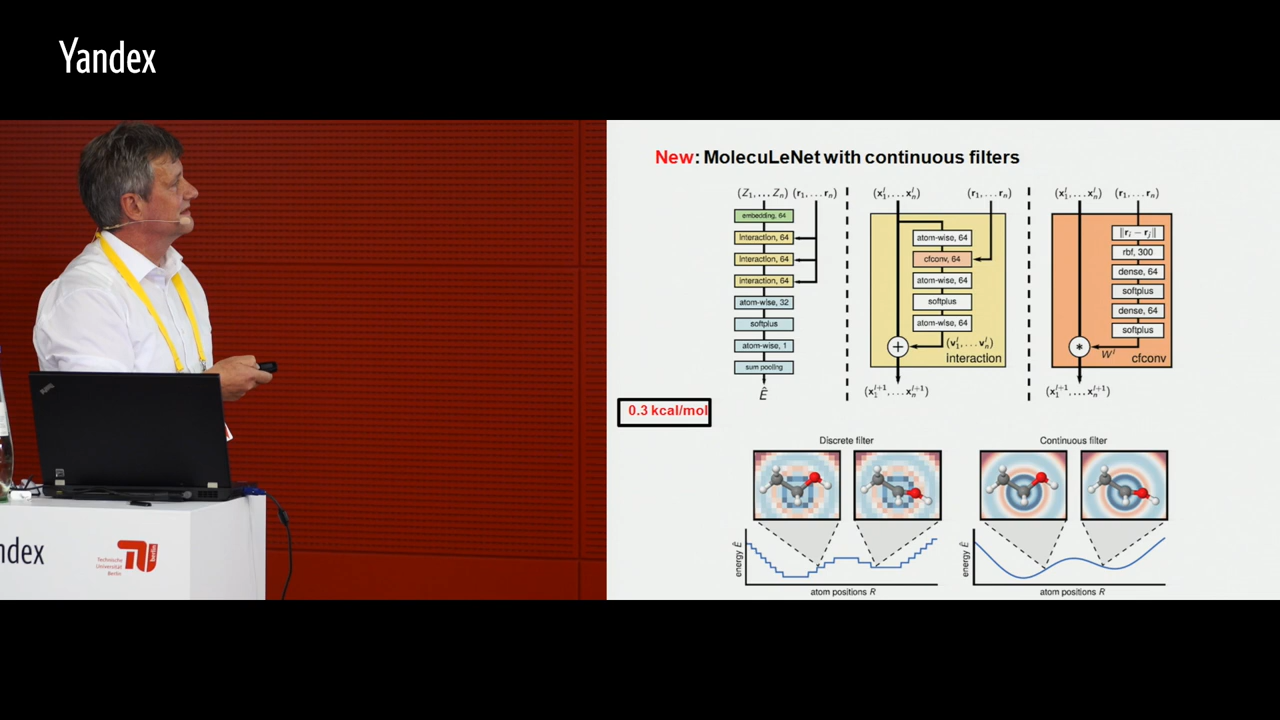 Yandex
New: MolecuLeNet with continuous filters
(Z₁, ... Zₙ) (r₁, ... rₙ)
embedding, 64
interaction, 64
interaction, 64
interaction, 64
atom-wise, 32
softplus
atom-wise, 1
sum pooling
Ê
0.3 kcal/mol
(x₁ˡ, ... xₙˡ) (r₁, ... rₙ)
atom-wise, 64
cfconv, 64
atom-wise, 64
softplus
atom-wise, 64
+ (v₁ˡ, ... vₙˡ)
interaction
(x₁ˡ⁺¹, ... xₙˡ⁺¹)
(x₁ˡ, ... xₙˡ) (r₁, ... rₙ)
‖rᵢ − rⱼ‖
rbf, 300
dense, 64
softplus
dense, 64
softplus
* Wˡ
cfconv
(x₁ˡ⁺¹, ... xₙˡ⁺¹)
Discrete filter
energy Ê
atom positions R
Continuous filter
energy Ê
atom positions R
ndex
Technische
Universität
Berlin
berlin